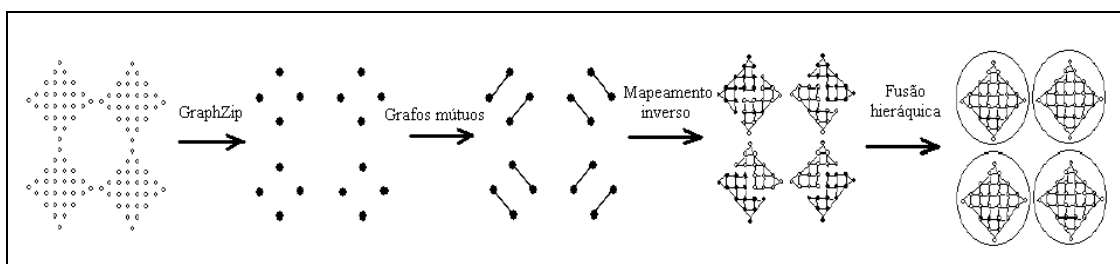 GraphZip
Grafos mútuos
Mapeamento
inverso
Fusão
hieráquica